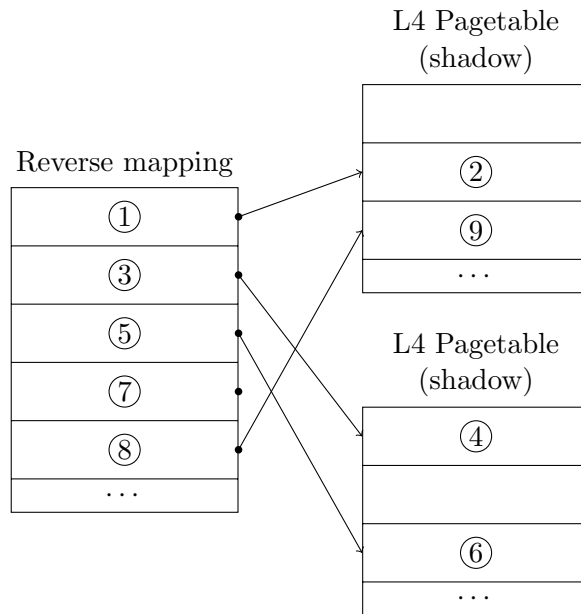 L4 Pagetable
(shadow)
②
⑨
···
Reverse mapping
①
③
⑤
⑦
⑧
···
L4 Pagetable
(shadow)
④
⑥
···